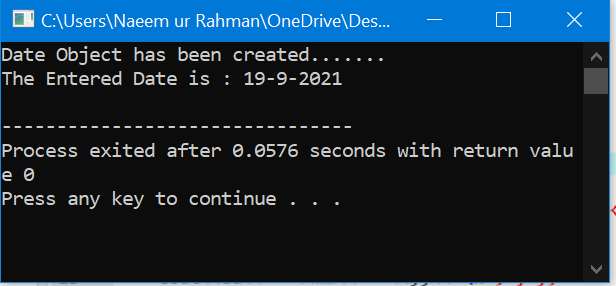 C:\Users\Naeem ur Rahman\OneDrive\Des...
Date Object has been created.......
The Entered Date is : 19-9-2021
--------------------------------
Process exited after 0.0576 seconds with return valu
e 0
Press any key to continue . . .